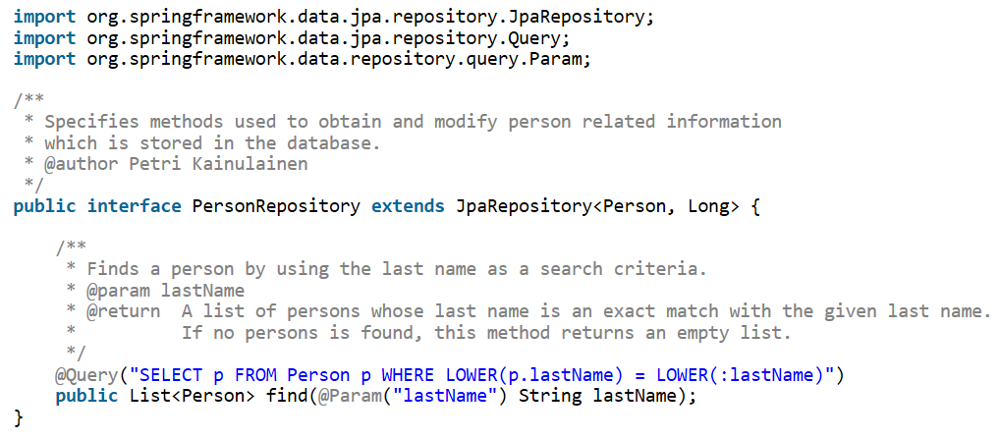 import org.springframework.data.jpa.repository.JpaRepository;
import org.springframework.data.jpa.repository.Query;
import org.springframework.data.repository.query.Param;

/**
 * Specifies methods used to obtain and modify person related information
 * which is stored in the database.
 * @author Petri Kainulainen
 */
public interface PersonRepository extends JpaRepository<Person, Long> {

    /**
     * Finds a person by using the last name as a search criteria.
     * @param lastName
     * @return  A list of persons whose last name is an exact match with the given last name.
     *          If no persons is found, this method returns an empty list.
     */
    @Query("SELECT p FROM Person p WHERE LOWER(p.lastName) = LOWER(:lastName)")
    public List<Person> find(@Param("lastName") String lastName);
}